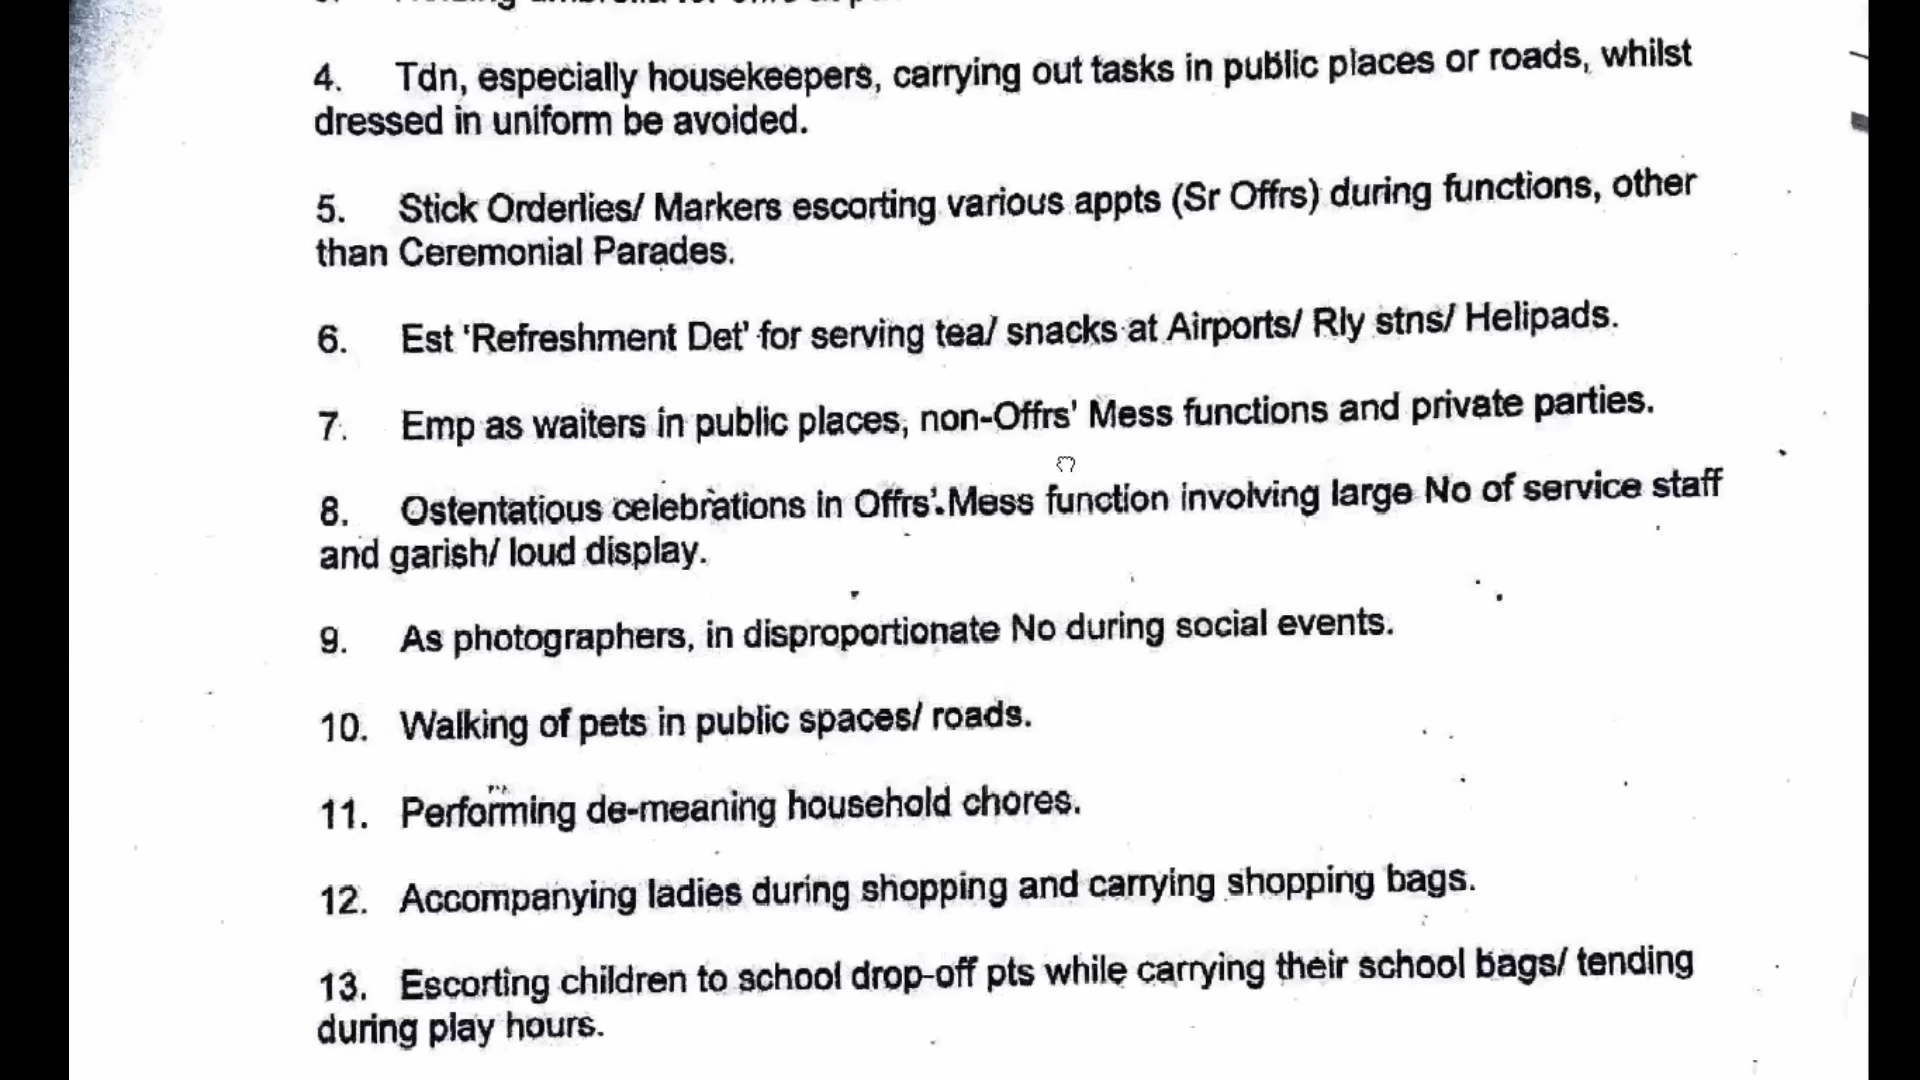 4. Tdn, especially housekeepers, carrying out tasks in public places or roads, whilst
dressed in uniform be avoided.
5. Stick Orderlies/ Markers escorting various appts (Sr Offrs) during functions, other
than Ceremonial Parades.
6. Est 'Refreshment Det' for serving tea/ snacks at Airports/ Rly stns/ Helipads.
7. Emp as waiters in public places, non-Offrs' Mess functions and private parties.
8. Ostentatious celebrations in Offrs' Mess function involving large No of service staff
and garish/ loud display.
9. As photographers, in disproportionate No during social events.
10. Walking of pets in public spaces/ roads.
11. Performing de-meaning household chores.
12. Accompanying ladies during shopping and carrying shopping bags.
13. Escorting children to school drop-off pts while carrying their school bags/ tending
during play hours.